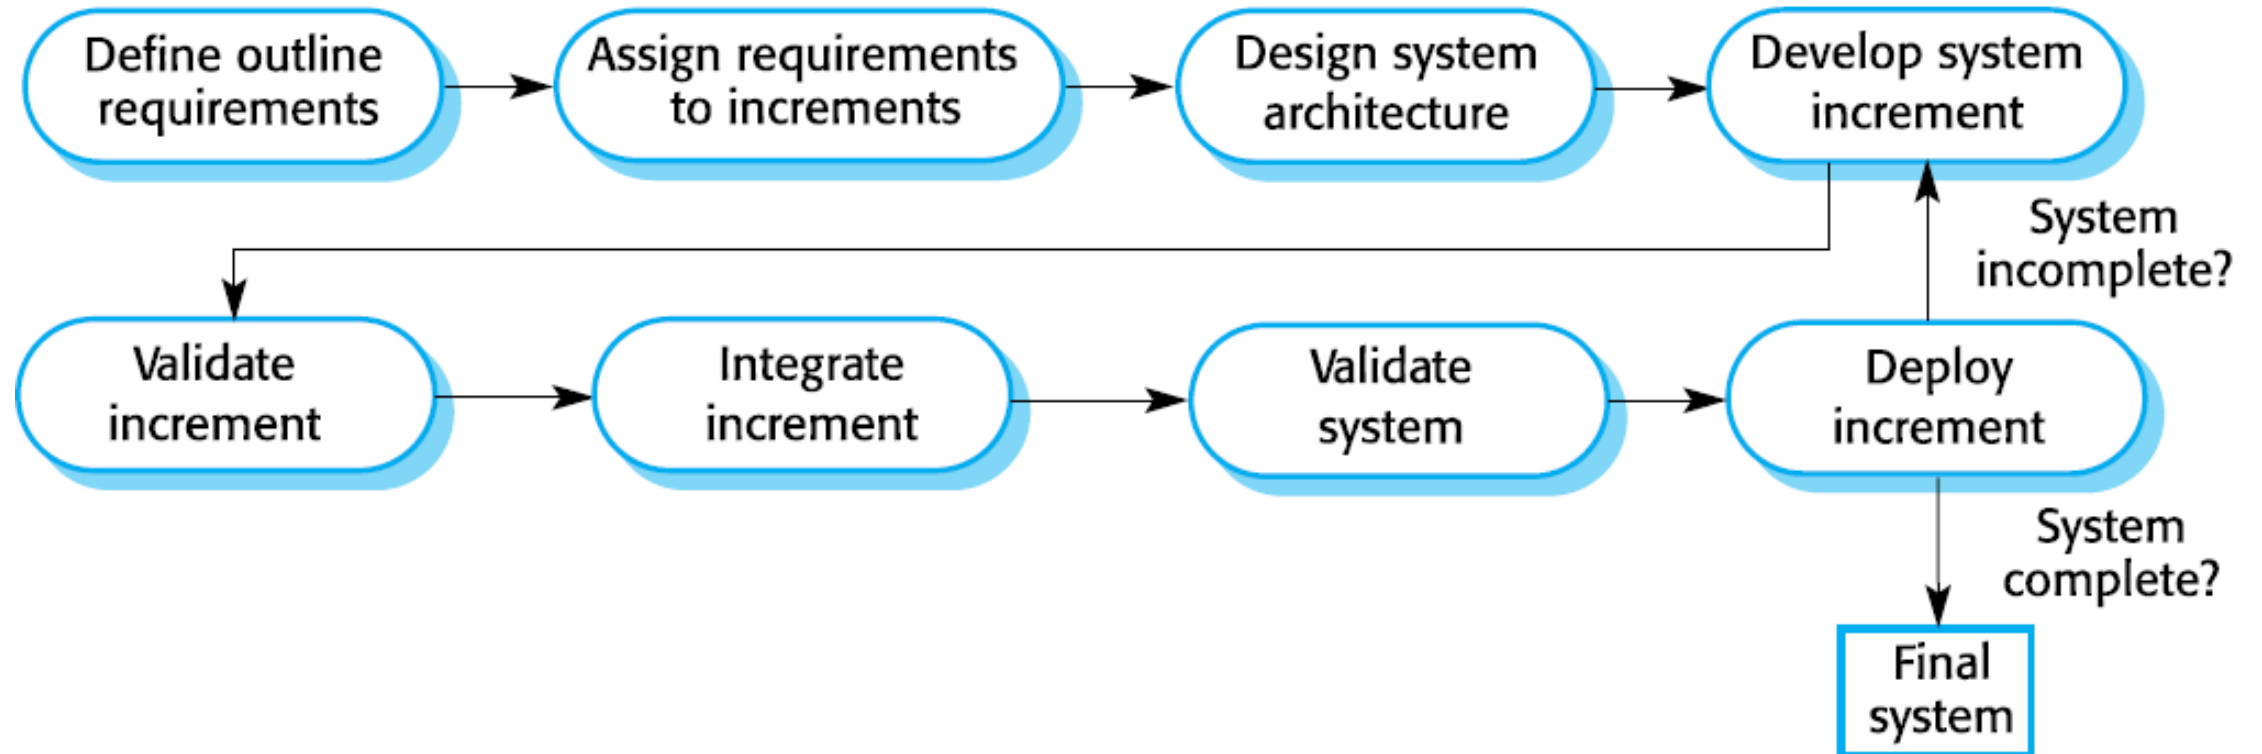 Define outline
requirements
Assign requirements
to increments
Design system
architecture
Develop system
increment
System
incomplete?
Validate
increment
Integrate
increment
Validate
system
Deploy
increment
System
complete?
Final
system